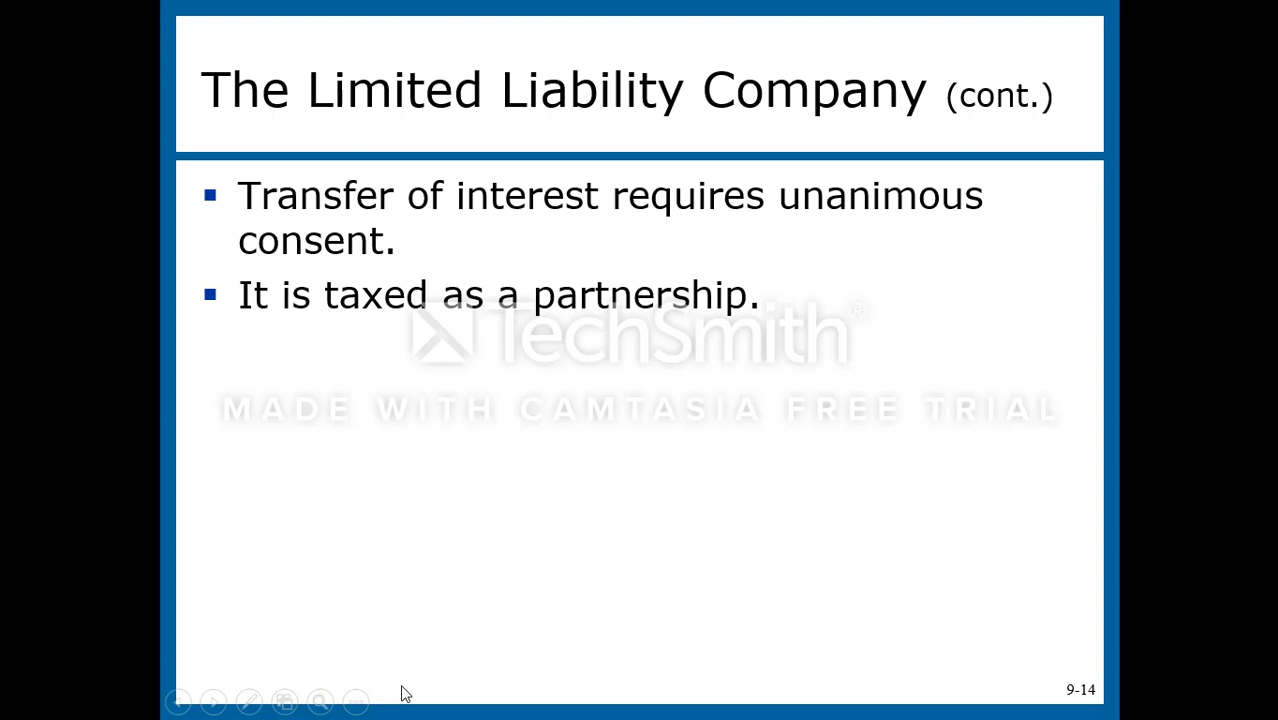 The Limited Liability Company (cont.)
▪ Transfer of interest requires unanimous
consent.
▪ It is taxed as a partnership.
TechSmith®
MADE WITH CAMTASIA FREE TRIAL
9-14